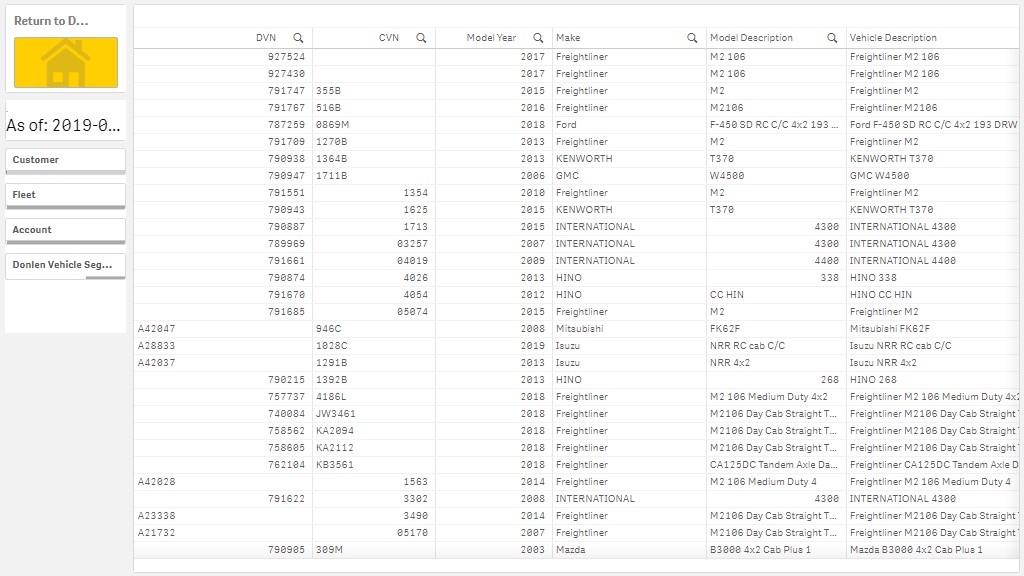 Return to D...
As of: 2019-0...
Customer
Fleet
Account
Donlen Vehicle Seg...
DVN CVN Model Year Make Model Description Vehicle Description
927524 2017 Freightliner M2 106 Freightliner M2 106
927430 2017 Freightliner M2 106 Freightliner M2 106
791747 355B 2015 Freightliner M2 Freightliner M2
791767 516B 2016 Freightliner M2106 Freightliner M2106
787259 0869M 2018 Ford F-450 SD RC C/C 4x2 193 ... Ford F-450 SD RC C/C 4x2 193 DRW
791709 1270B 2013 Freightliner M2 Freightliner M2
790938 1364B 2013 KENWORTH T370 KENWORTH T370
790947 1711B 2006 GMC W4500 GMC W4500
791551 1354 2010 Freightliner M2 Freightliner M2
790943 1625 2015 KENWORTH T370 KENWORTH T370
790887 1713 2015 INTERNATIONAL 4300 INTERNATIONAL 4300
789969 03257 2007 INTERNATIONAL 4300 INTERNATIONAL 4300
791661 04019 2009 INTERNATIONAL 4400 INTERNATIONAL 4400
790874 4026 2013 HINO 338 HINO 338
791670 4054 2012 HINO CC HIN HINO CC HIN
791685 05074 2015 Freightliner M2 Freightliner M2
A42047 946C 2008 Mitsubishi FK62F Mitsubishi FK62F
A28833 1028C 2019 Isuzu NRR RC cab C/C Isuzu NRR RC cab C/C
A42037 1291B 2013 Isuzu NRR 4x2 Isuzu NRR 4x2
790215 1392B 2013 HINO 268 HINO 268
757737 4186L 2018 Freightliner M2 106 Medium Duty 4x2 Freightliner M2 106 Medium Duty 4x2
740084 JW3461 2018 Freightliner M2106 Day Cab Straight T... Freightliner M2106 Day Cab Straight
758562 KA2094 2018 Freightliner M2106 Day Cab Straight T... Freightliner M2106 Day Cab Straight
758605 KA2112 2018 Freightliner M2106 Day Cab Straight T... Freightliner M2106 Day Cab Straight
762104 KB3561 2018 Freightliner CA125DC Tandem Axle Da... Freightliner CA125DC Tandem Axle D
A42028 1563 2014 Freightliner M2 106 Medium Duty 4 Freightliner M2 106 Medium Duty 4
791622 3302 2008 INTERNATIONAL 4300 INTERNATIONAL 4300
A23338 3490 2014 Freightliner M2106 Day Cab Straight T... Freightliner M2106 Day Cab Straight
A21732 05170 2007 Freightliner M2106 Day Cab Straight T... Freightliner M2106 Day Cab Straight
790905 309M 2003 Mazda B3000 4x2 Cab Plus 1 Mazda B3000 4x2 Cab Plus 1